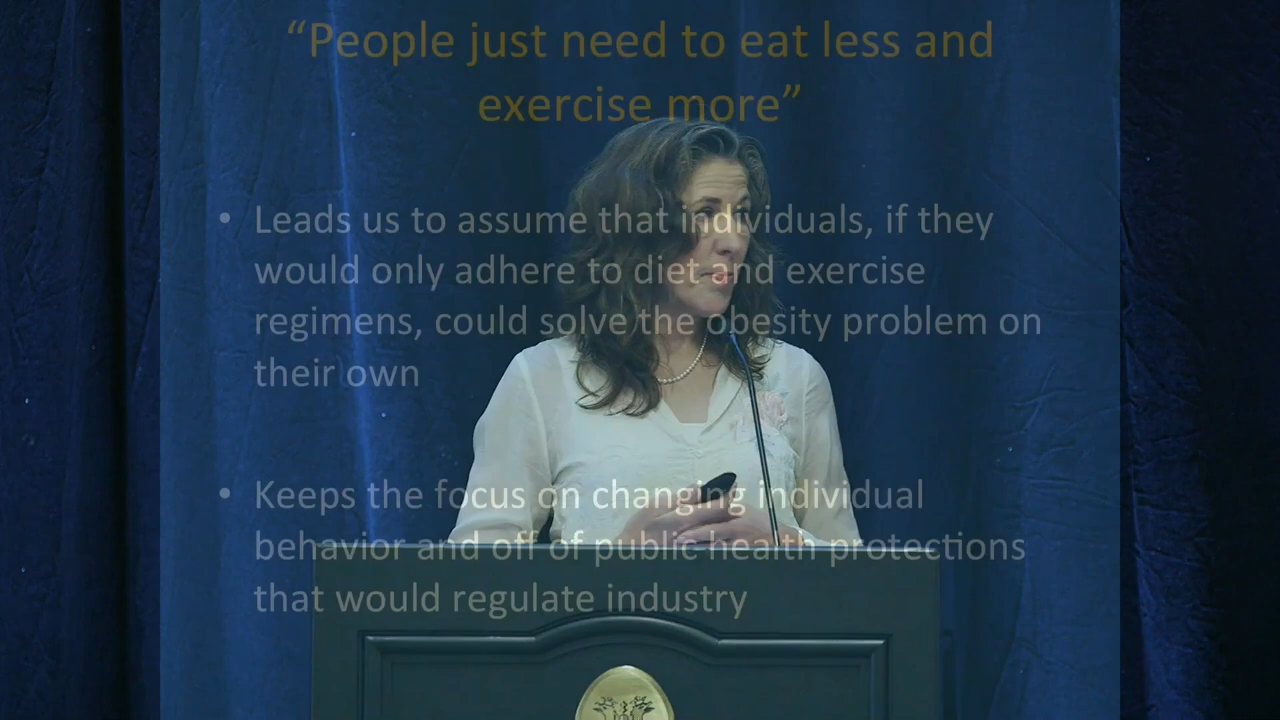 “People just need to eat less and
exercise more”
• Leads us to assume that individuals, if they
would only adhere to diet and exercise
regimens, could solve the obesity problem on
their own
• Keeps the focus on changing individual
behavior and off of public health protections
that would regulate industry